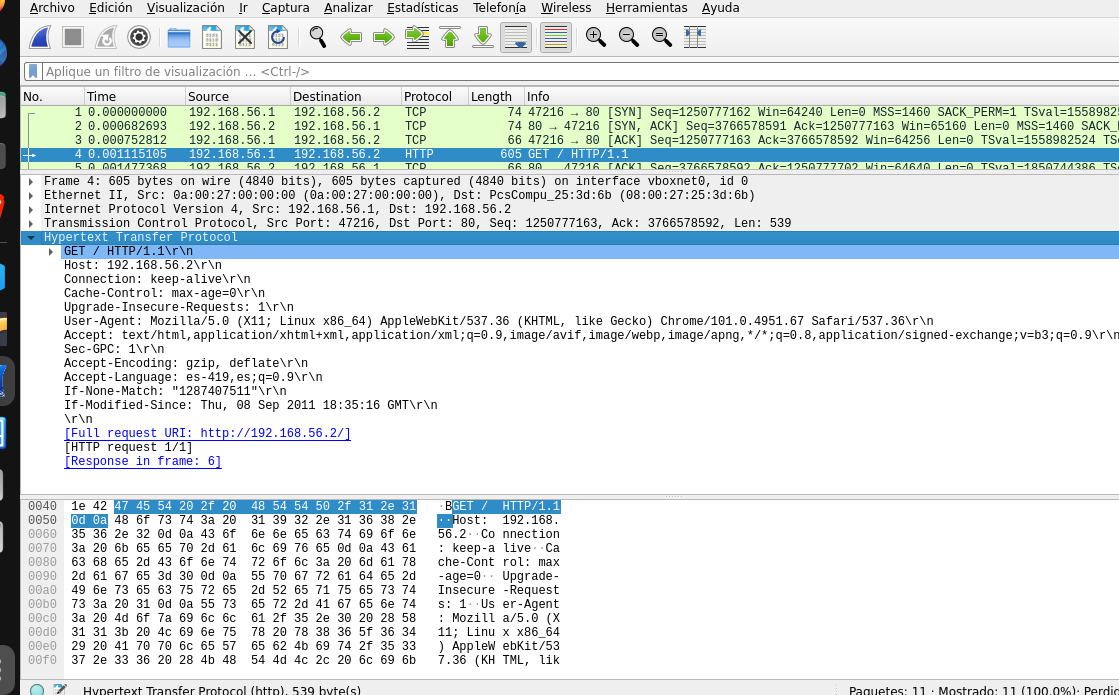 Archivo Edición Visualización Ir Captura Analizar Estadísticas Telefonía Wireless Herramientas Ayuda
Aplique un filtro de visualización … <Ctrl-/>
No. Time Source Destination Protocol Length Info
1 0.000000000 192.168.56.1 192.168.56.2 TCP 74 47216 → 80 [SYN] Seq=1250777162 Win=64240 Len=0 MSS=1460 SACK_PERM=1 TSval=1558982
2 0.000682693 192.168.56.2 192.168.56.1 TCP 74 80 → 47216 [SYN, ACK] Seq=3766578591 Ack=1250777163 Win=65160 Len=0 MSS=1460 SACK_
3 0.000752812 192.168.56.1 192.168.56.2 TCP 66 47216 → 80 [ACK] Seq=1250777163 Ack=3766578592 Win=64256 Len=0 TSval=1558982524 TS
4 0.001115105 192.168.56.1 192.168.56.2 HTTP 605 GET / HTTP/1.1
5 0.001477368 192.168.56.2 192.168.56.1 TCP 66 80 → 47216 [ACK] Seq=3766578592 Ack=1250777702 Win=64640 Len=0 TSval=1850744386 TS
Frame 4: 605 bytes on wire (4840 bits), 605 bytes captured (4840 bits) on interface vboxnet0, id 0
Ethernet II, Src: 0a:00:27:00:00:00 (0a:00:27:00:00:00), Dst: PcsCompu_25:3d:6b (08:00:27:25:3d:6b)
Internet Protocol Version 4, Src: 192.168.56.1, Dst: 192.168.56.2
Transmission Control Protocol, Src Port: 47216, Dst Port: 80, Seq: 1250777163, Ack: 3766578592, Len: 539
Hypertext Transfer Protocol
GET / HTTP/1.1\r\n
Host: 192.168.56.2\r\n
Connection: keep-alive\r\n
Cache-Control: max-age=0\r\n
Upgrade-Insecure-Requests: 1\r\n
User-Agent: Mozilla/5.0 (X11; Linux x86_64) AppleWebKit/537.36 (KHTML, like Gecko) Chrome/101.0.4951.67 Safari/537.36\r\n
Accept: text/html,application/xhtml+xml,application/xml;q=0.9,image/avif,image/webp,image/apng,*/*;q=0.8,application/signed-exchange;v=b3;q=0.9\r\n
Sec-GPC: 1\r\n
Accept-Encoding: gzip, deflate\r\n
Accept-Language: es-419,es;q=0.9\r\n
If-None-Match: "1287407511"\r\n
If-Modified-Since: Thu, 08 Sep 2011 18:35:16 GMT\r\n
\r\n
[Full request URI: http://192.168.56.2/]
[HTTP request 1/1]
[Response in frame: 6]
0040 1e 42 47 45 54 20 2f 20 48 54 54 50 2f 31 2e 31 ·BGET / HTTP/1.1
0050 0d 0a 48 6f 73 74 3a 20 31 39 32 2e 31 36 38 2e ··Host: 192.168.
0060 35 36 2e 32 0d 0a 43 6f 6e 6e 65 63 74 69 6f 6e 56.2··Co nnection
0070 3a 20 6b 65 65 70 2d 61 6c 69 76 65 0d 0a 43 61 : keep-a live··Ca
0080 63 68 65 2d 43 6f 6e 74 72 6f 6c 3a 20 6d 61 78 che-Cont rol: max
0090 2d 61 67 65 3d 30 0d 0a 55 70 67 72 61 64 65 2d -age=0·· Upgrade-
00a0 49 6e 73 65 63 75 72 65 2d 52 65 71 75 65 73 74 Insecure -Request
00b0 73 3a 20 31 0d 0a 55 73 65 72 2d 41 67 65 6e 74 s: 1··Us er-Agent
00c0 3a 20 4d 6f 7a 69 6c 6c 61 2f 35 2e 30 20 28 58 : Mozill a/5.0 (X
00d0 31 31 3b 20 4c 69 6e 75 78 20 78 38 36 5f 36 34 11; Linu x x86_64
00e0 29 20 41 70 70 6c 65 57 65 62 4b 69 74 2f 35 33 ) AppleW ebKit/53
00f0 37 2e 33 36 20 28 4b 48 54 4d 4c 2c 20 6c 69 6b 7.36 (KH TML, lik
Hypertext Transfer Protocol (http), 539 byte(s) Paquetes: 11 · Mostrado: 11 (100.0%)· Perdid